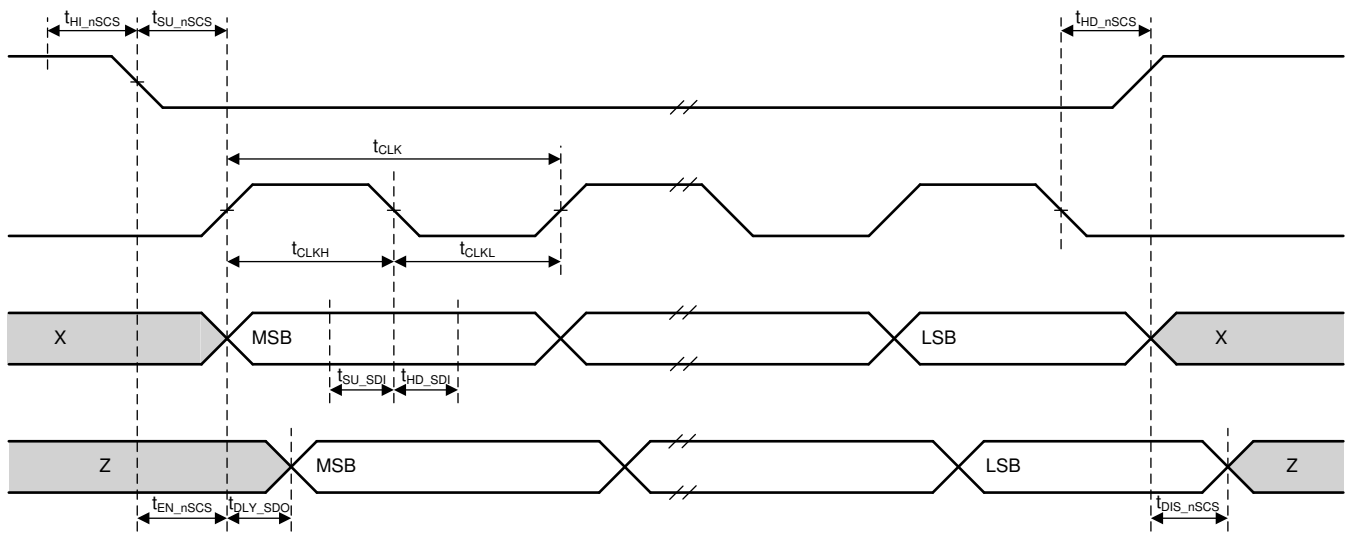 tHI_nSCS tSU_nSCS tHD_nSCS
tCLK
tCLKH tCLKL
X MSB LSB X
tSU_SDI tHD_SDI
Z MSB LSB Z
tEN_nSCS tDLY_SDO tDIS_nSCS